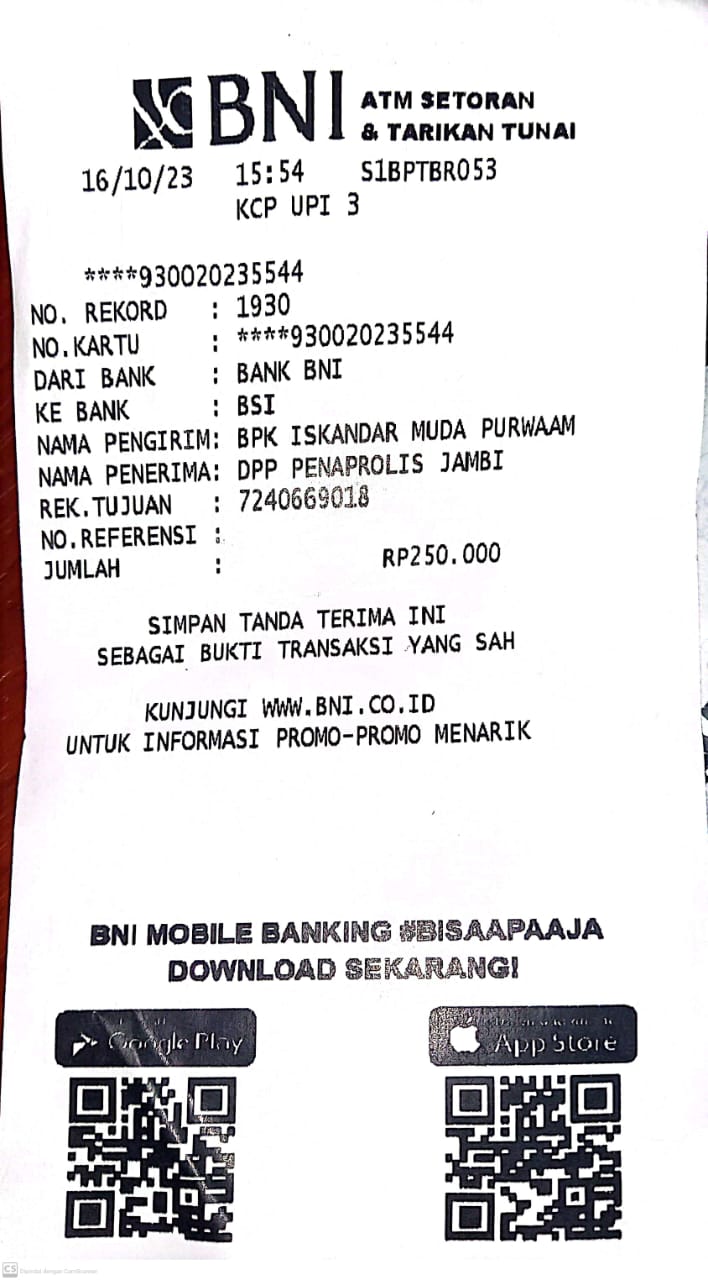 BNI ATM SETORAN
& TARIKAN TUNAI
16/10/23 15:54 S1BPTBR053
KCP UPI 3
****930020235544
NO. REKORD : 1930
NO.KARTU : ****930020235544
DARI BANK : BANK BNI
KE BANK : BSI
NAMA PENGIRIM: BPK ISKANDAR MUDA PURWAAM
NAMA PENERIMA: DPP PENAPROLIS JAMBI
REK.TUJUAN : 7240669018
NO.REFERENSI :
JUMLAH : RP250.000
SIMPAN TANDA TERIMA INI
SEBAGAI BUKTI TRANSAKSI YANG SAH
KUNJUNGI WWW.BNI.CO.ID
UNTUK INFORMASI PROMO-PROMO MENARIK
BNI MOBILE BANKING #BISAAPAAJA
DOWNLOAD SEKARANG!
Google Play
App Store
CS Dipindai dengan CamScanner